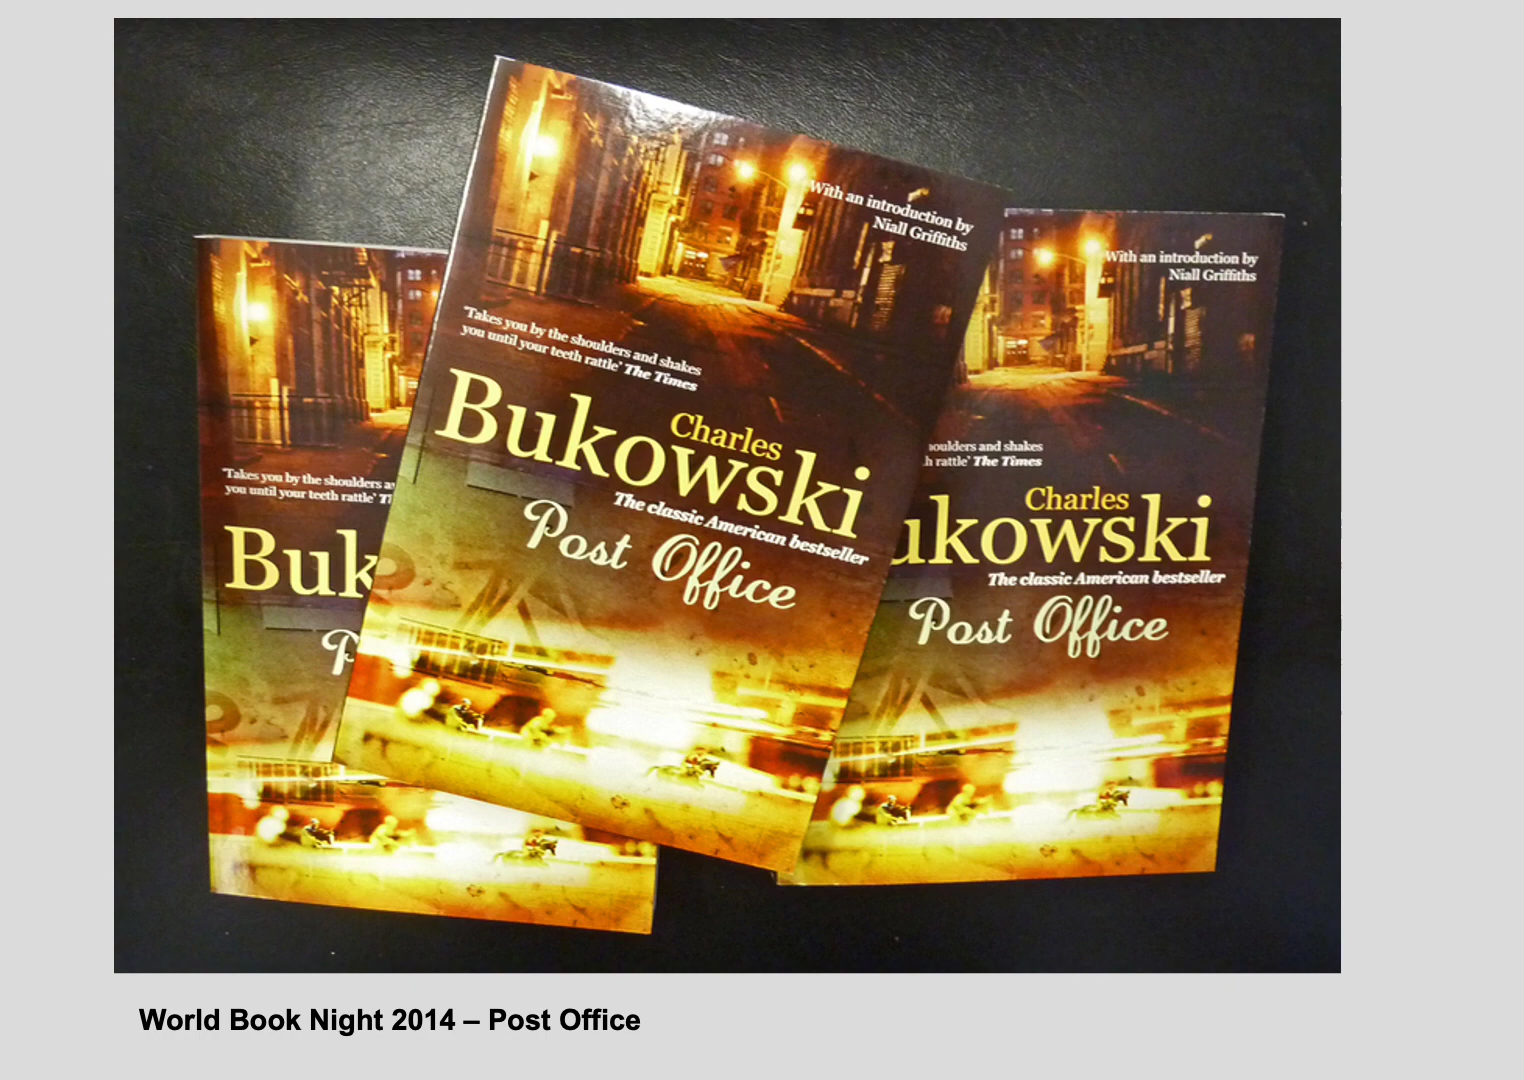 With an introduction by
Niall Griffiths
'Takes you by the shoulders and shakes
you until your teeth rattle' The Times
Charles
Bukowski
The classic American bestseller
Post Office
With an introduction by
Niall Griffiths
shoulders and shakes
rattle' The Times
Charles
ukowski
The classic American bestseller
Post Office
'Takes you by the shoulders a
you until your teeth rattle' T
Buk
P
World Book Night 2014 – Post Office